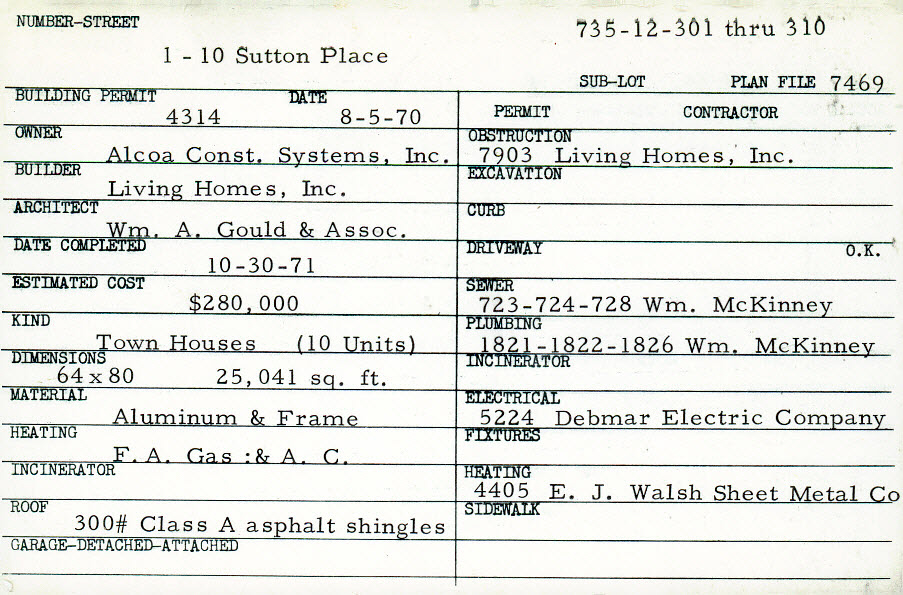 NUMBER-STREET
735-12-301 thru 310
1 - 10 Sutton Place
SUB-LOT PLAN FILE 7469
BUILDING PERMIT DATE
4314 8-5-70
PERMIT CONTRACTOR
OWNER
Alcoa Const. Systems, Inc.
OBSTRUCTION
7903 Living Homes, Inc.
BUILDER
Living Homes, Inc.
EXCAVATION
ARCHITECT
Wm. A. Gould & Assoc.
CURB
DATE COMPLETED
10-30-71
DRIVEWAY O.K.
ESTIMATED COST
$280,000
SEWER
723-724-728 Wm. McKinney
KIND
Town Houses (10 Units)
PLUMBING
1821-1822-1826 Wm. McKinney
DIMENSIONS
64 x 80 25,041 sq. ft.
INCINERATOR
MATERIAL
Aluminum & Frame
ELECTRICAL
5224 Debmar Electric Company
HEATING
F. A. Gas :& A. C.
FIXTURES
INCINERATOR
HEATING
4405 E. J. Walsh Sheet Metal Co
ROOF
300# Class A asphalt shingles
SIDEWALK
GARAGE-DETACHED-ATTACHED